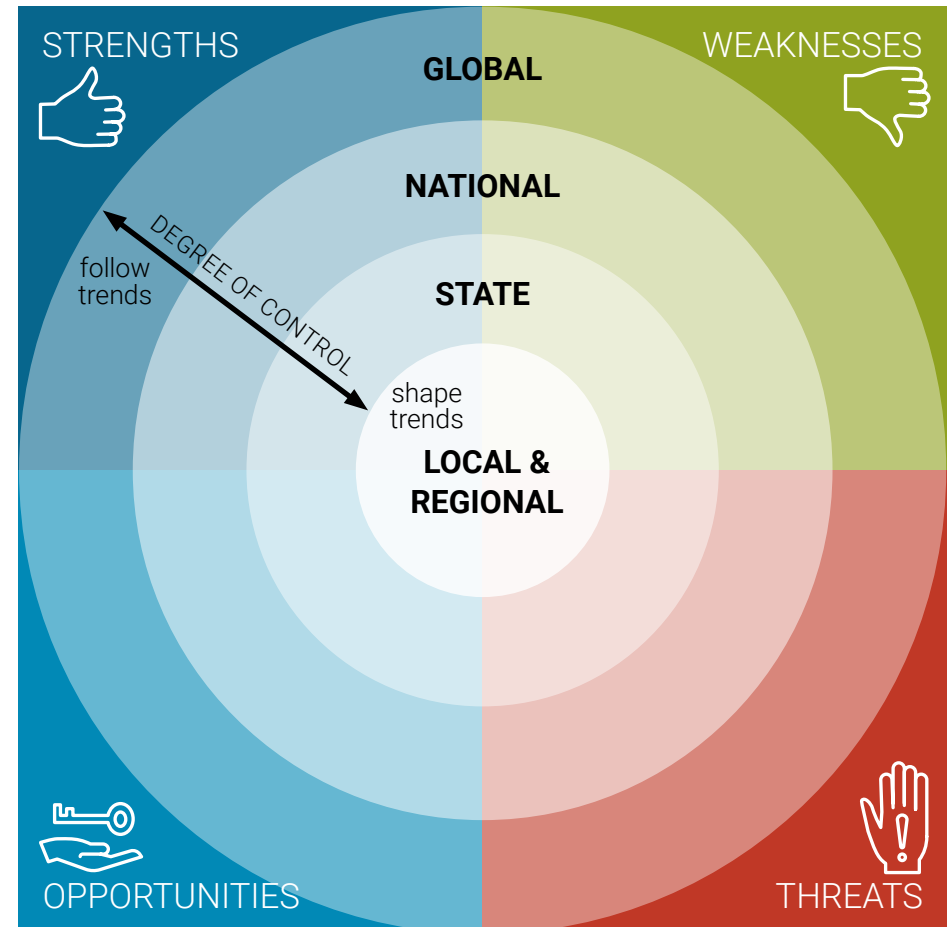 STRENGTHS
WEAKNESSES
GLOBAL
NATIONAL
STATE
DEGREE OF CONTROL
follow
trends
shape
trends
LOCAL &
REGIONAL
OPPORTUNITIES
THREATS